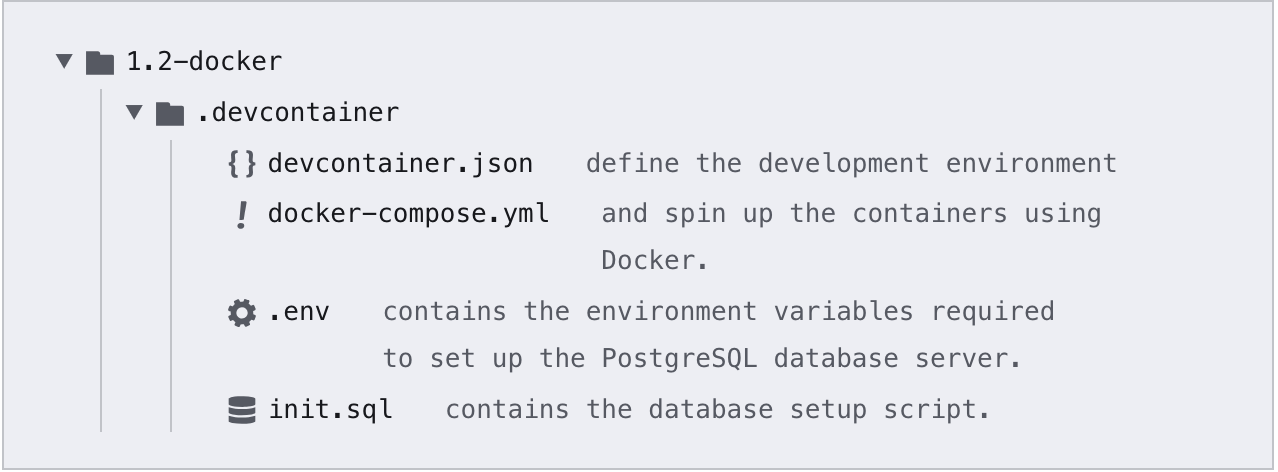 1.2-docker
.devcontainer
devcontainer.json define the development environment
docker-compose.yml and spin up the containers using
Docker.
.env contains the environment variables required
to set up the PostgreSQL database server.
init.sql contains the database setup script.